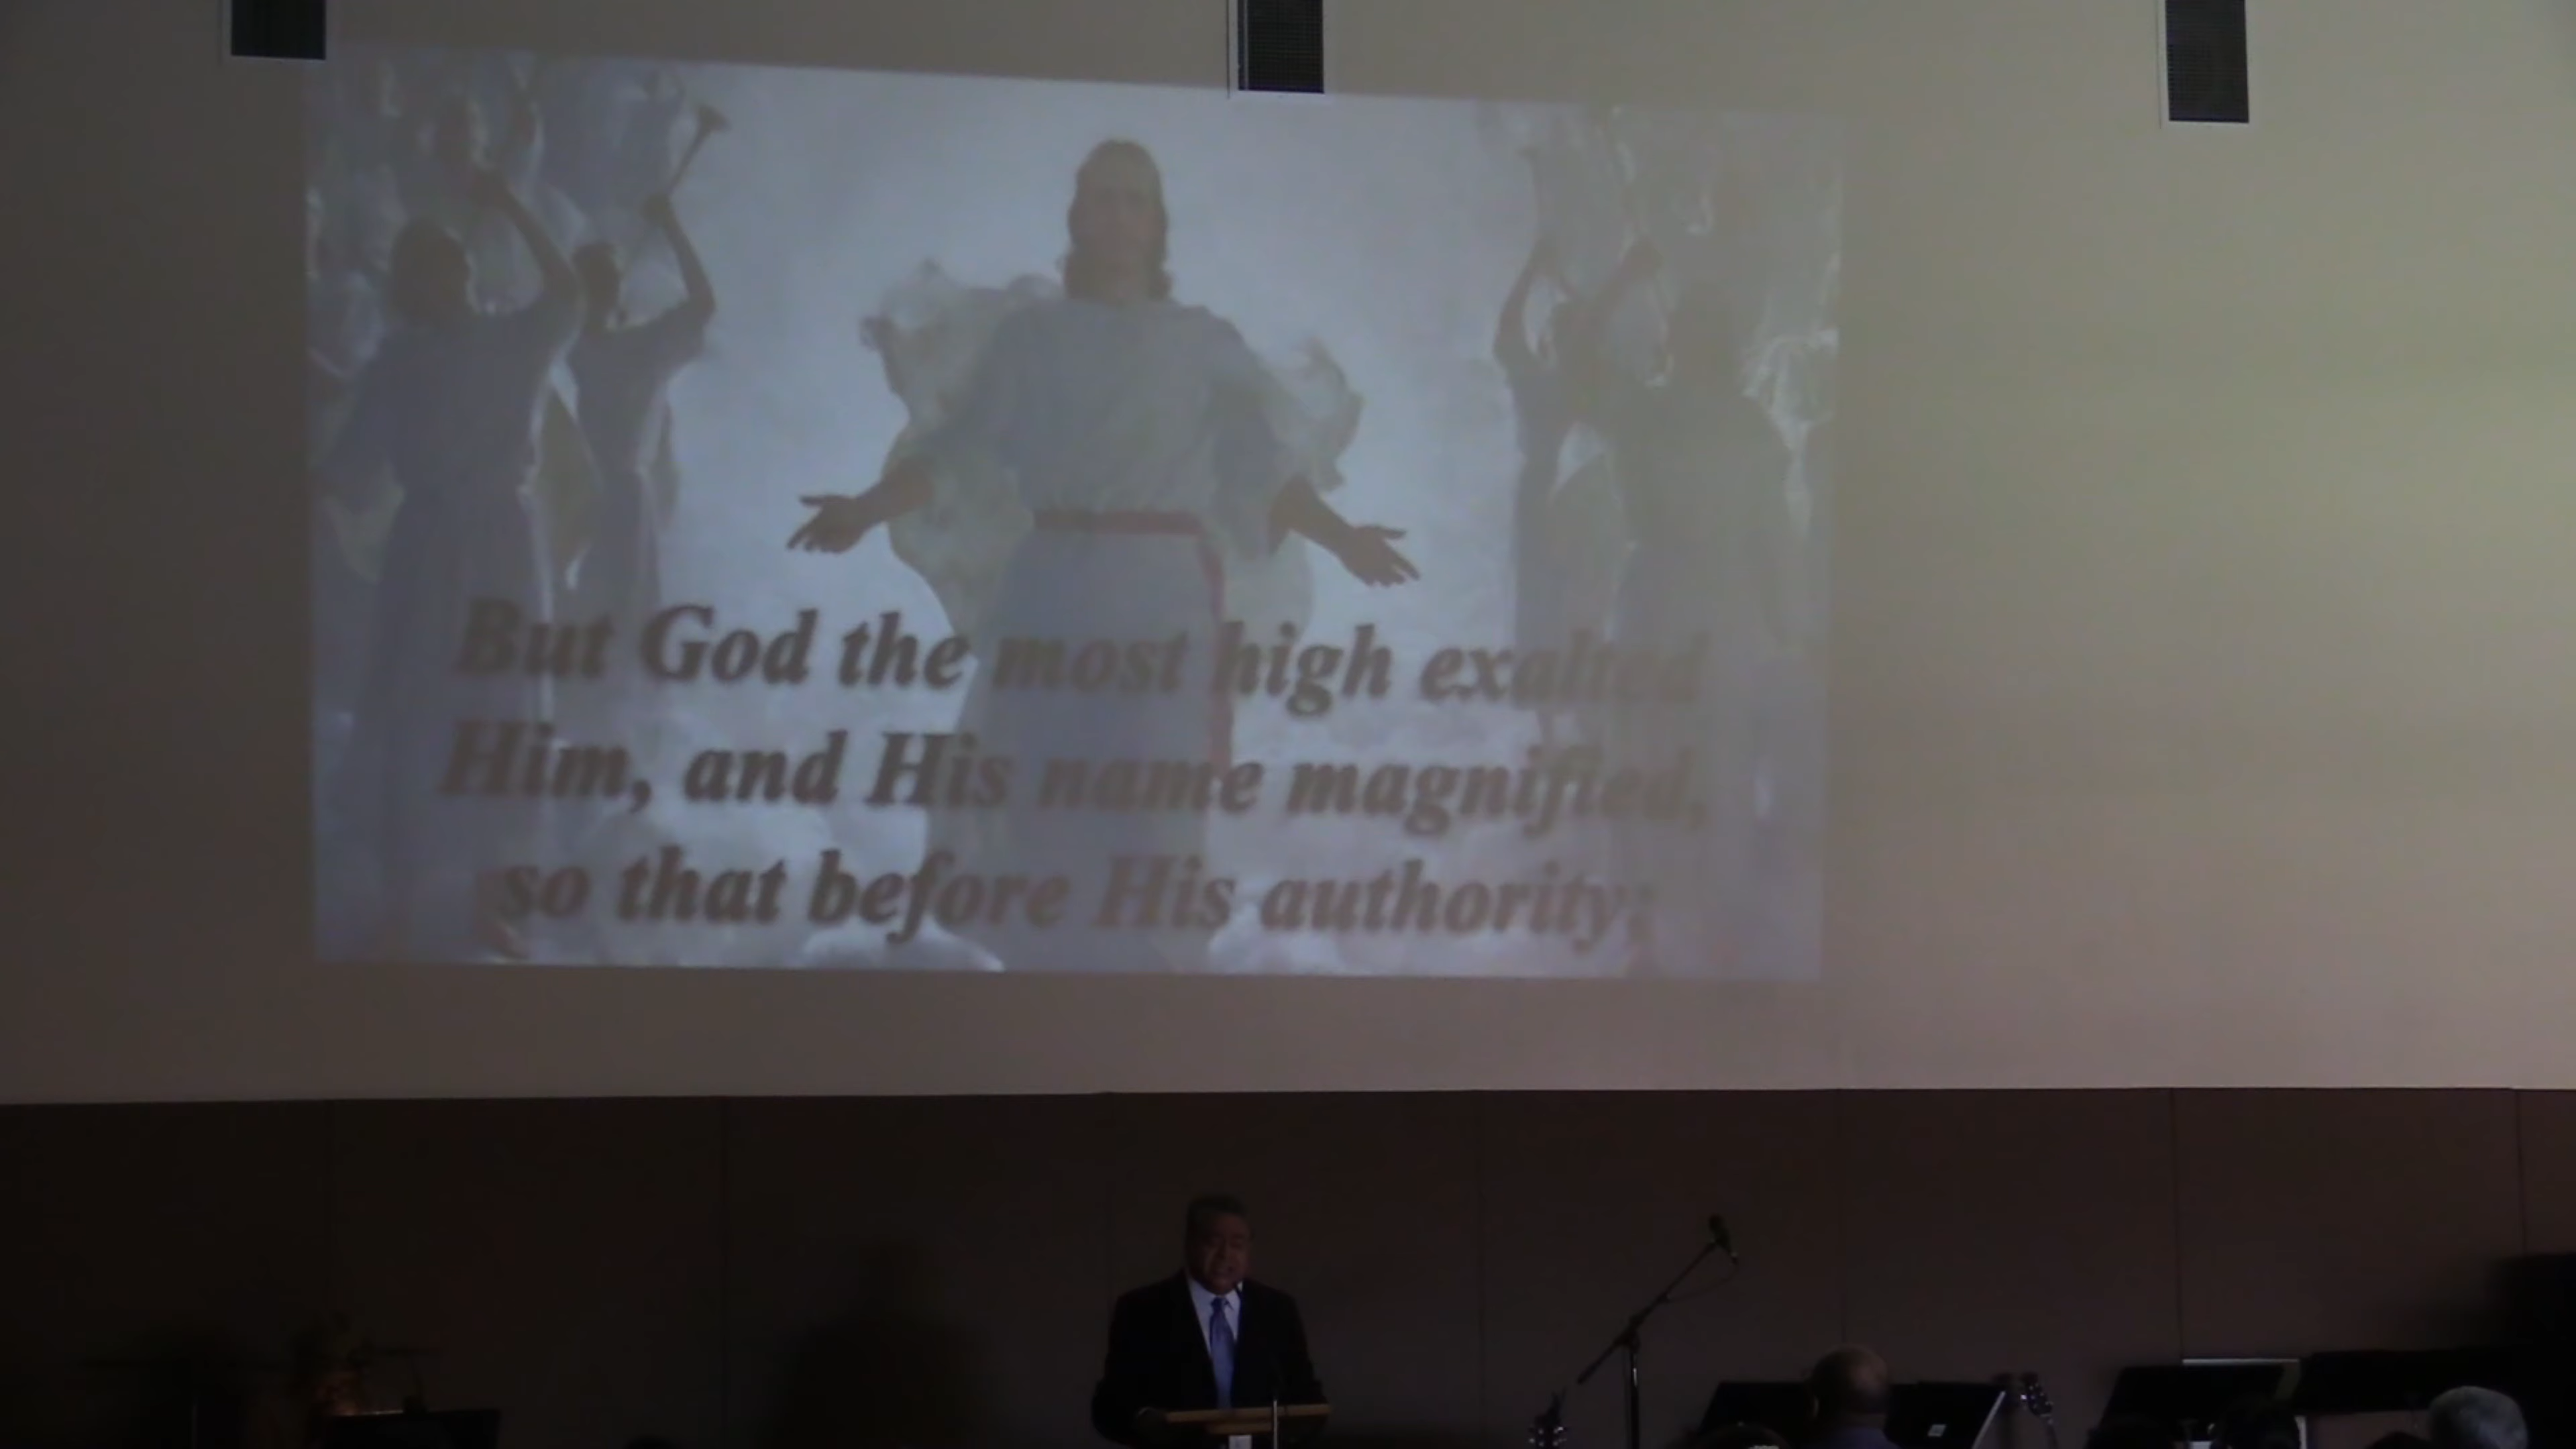 But God the most high exalted
Him, and His name magnified,
so that before His authority;